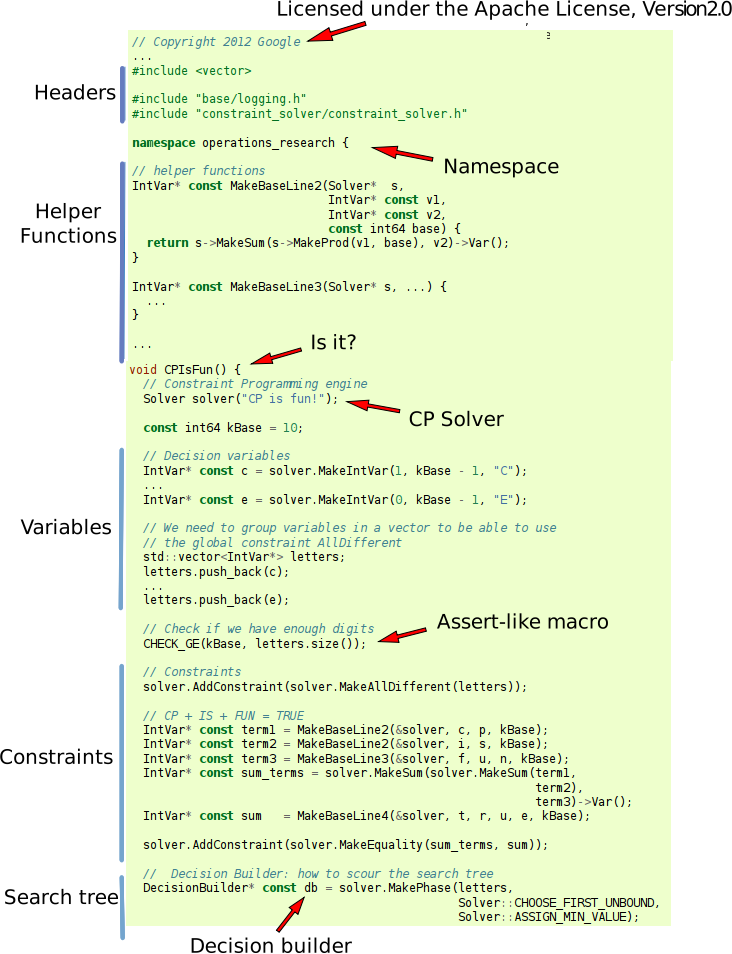 Licensed under the Apache License, Version2.0
// Copyright 2012 Google
...
#include <vector>
Headers
#include "base/logging.h"
#include "constraint_solver/constraint_solver.h"
namespace operations_research {
Namespace
// helper functions
IntVar* const MakeBaseLine2(Solver*  s,
IntVar* const v1,
Helper
Functions
IntVar* const v2,
const int64 base) {
return s->MakeSum(s->MakeProd(v1, base), v2)->Var();
}
IntVar* const MakeBaseLine3(Solver* s, ...) {
...
}
...
Is it?
void CPIsFun() {
// Constraint Programming engine
Solver solver("CP is fun!");
CP Solver
const int64 kBase = 10;
// Decision variables
IntVar* const c = solver.MakeIntVar(1, kBase - 1, "C");
...
IntVar* const e = solver.MakeIntVar(0, kBase - 1, "E");
Variables
// We need to group variables in a vector to be able to use
// the global constraint AllDifferent
std::vector<IntVar*> letters;
letters.push_back(c);
...
letters.push_back(e);
Assert-like macro
// Check if we have enough digits
CHECK_GE(kBase, letters.size());
// Constraints
solver.AddConstraint(solver.MakeAllDifferent(letters));
// CP + IS + FUN = TRUE
IntVar* const term1 = MakeBaseLine2(&solver, c, p, kBase);
IntVar* const term2 = MakeBaseLine2(&solver, i, s, kBase);
Constraints
IntVar* const term3 = MakeBaseLine3(&solver, f, u, n, kBase);
IntVar* const sum_terms = solver.MakeSum(solver.MakeSum(term1,
term2),
term3)->Var();
IntVar* const sum   = MakeBaseLine4(&solver, t, r, u, e, kBase);
solver.AddConstraint(solver.MakeEquality(sum_terms, sum));
//  Decision Builder: how to scour the search tree
Search tree
DecisionBuilder* const db = solver.MakePhase(letters,
Solver::CHOOSE_FIRST_UNBOUND,
Solver::ASSIGN_MIN_VALUE);
Decision builder